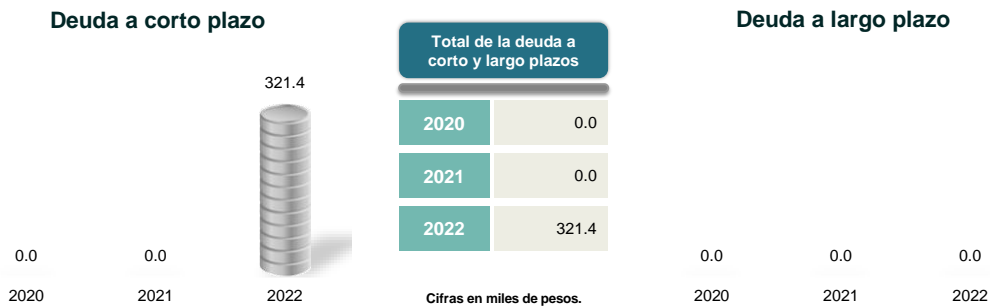 Deuda a corto plazo
321.4
0.0 0.0
2020 2021 2022
Total de la deuda a
corto y largo plazos
2020 0.0
2021 0.0
2022 321.4
Cifras en miles de pesos.
Deuda a largo plazo
0.0 0.0 0.0
2020 2021 2022